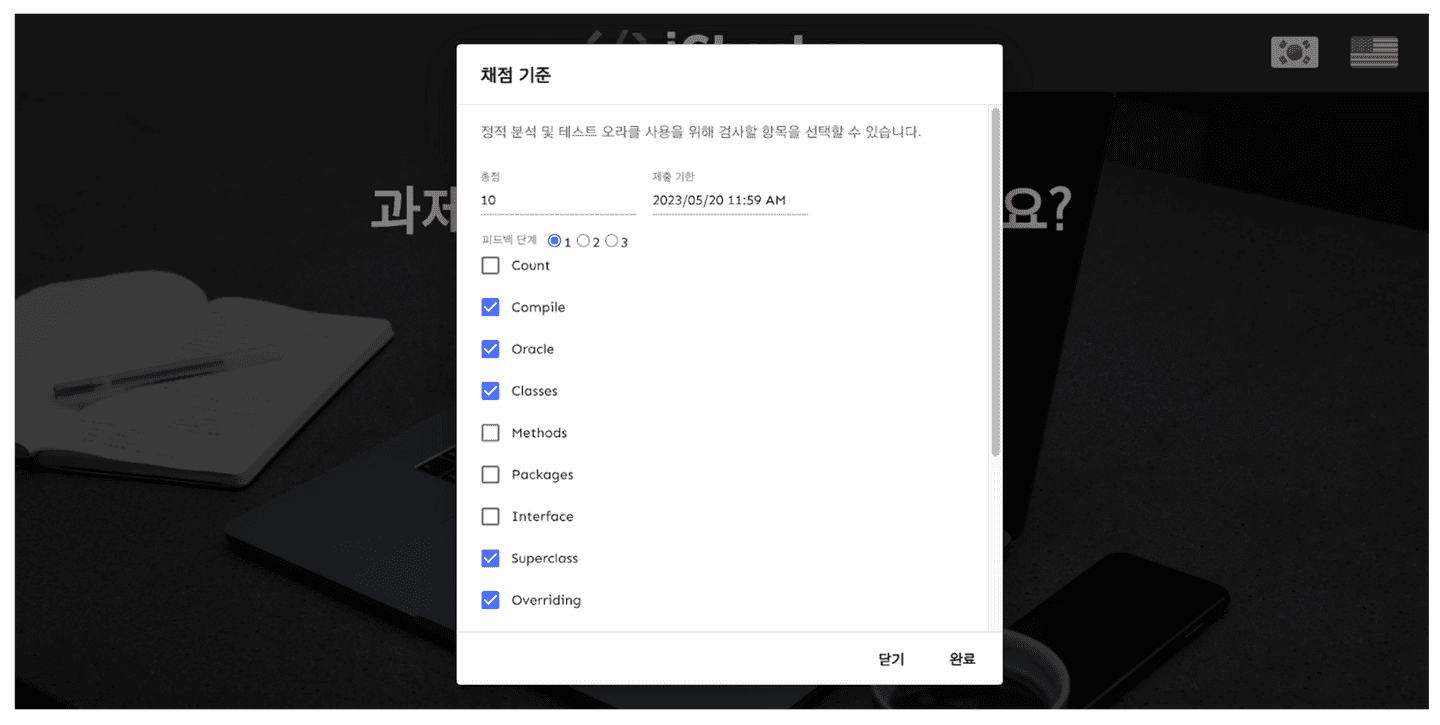 채점 기준
정적 분석 및 테스트 오라클 사용을 위해 검사할 항목을 선택할 수 있습니다.
총점 제출 기한
10 2023/05/20 11:59 AM
과제 요?
피드백 단계 1 2 3
Count
Compile
Oracle
Classes
Methods
Packages
Interface
Superclass
Overriding
닫기 완료